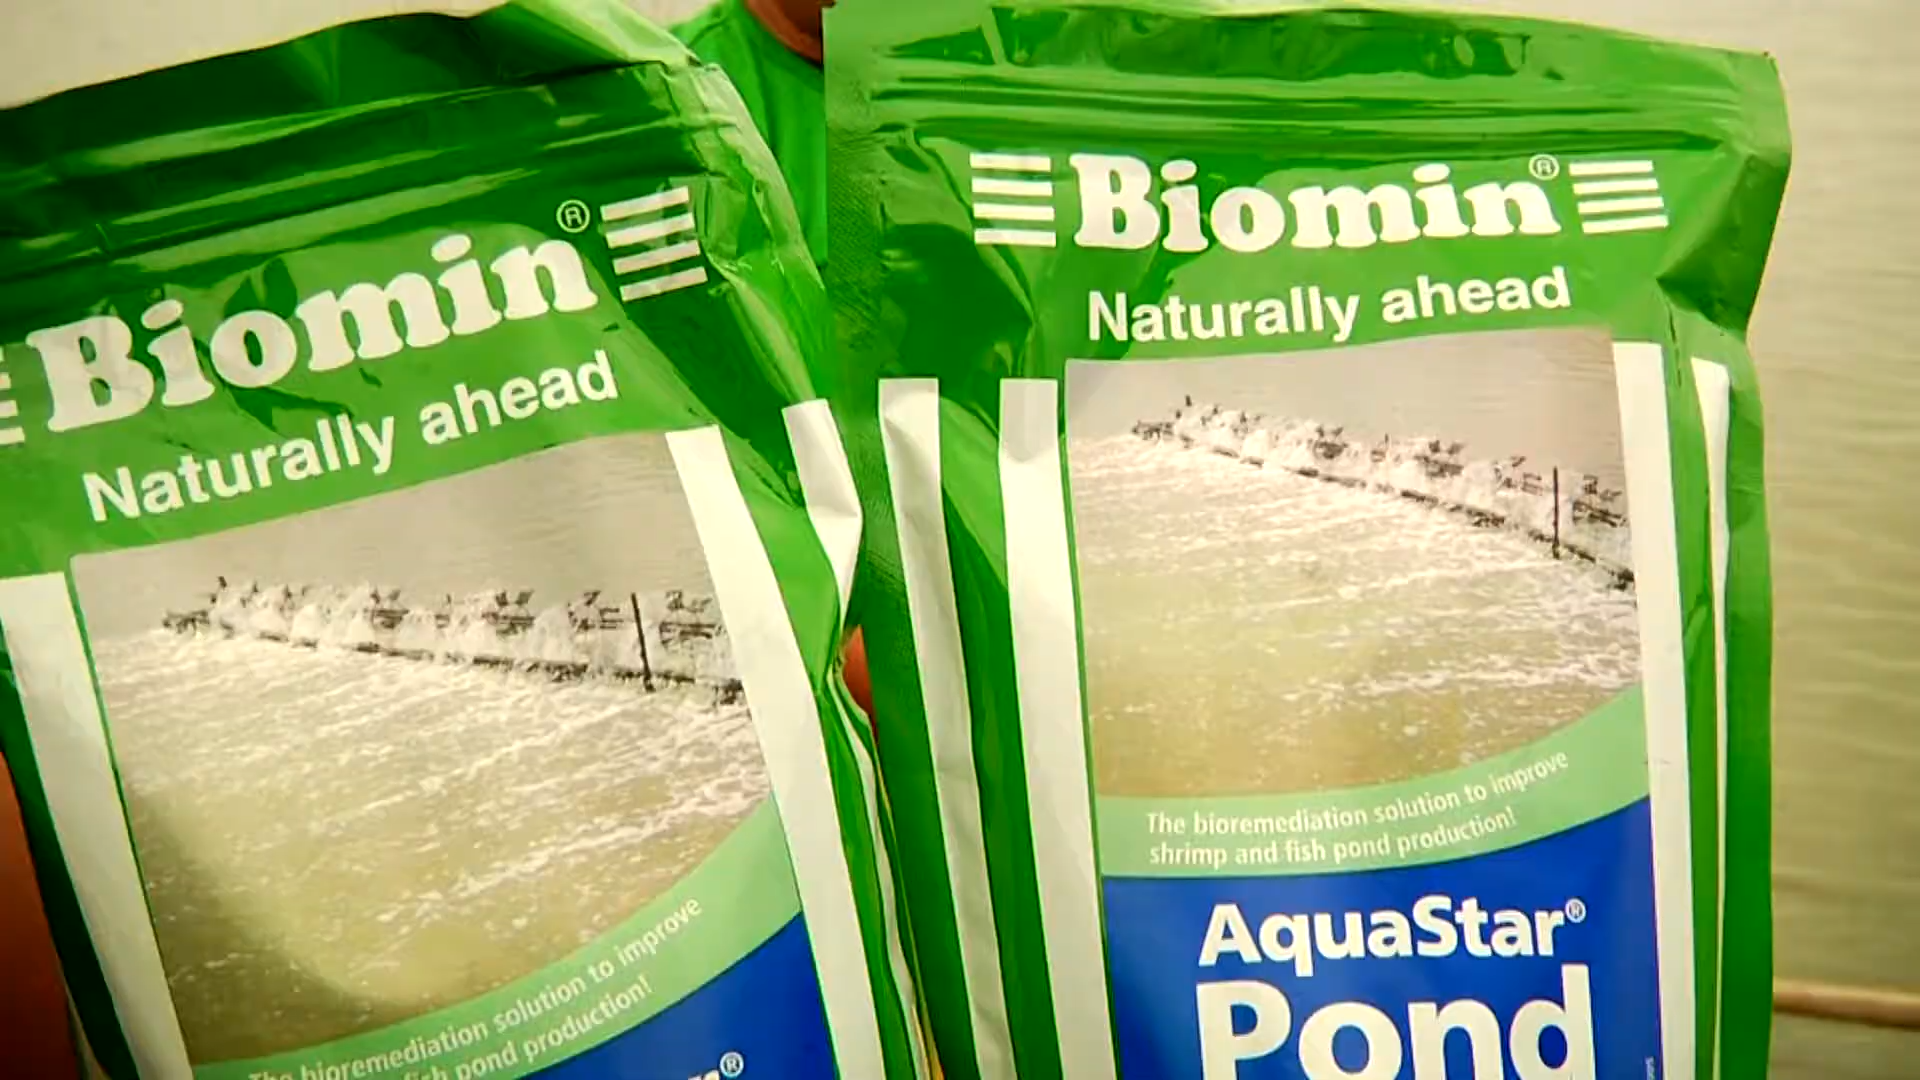 Biomin®
Naturally ahead
The bioremediation solution to improve
fish pond production!
®
Biomin®
Naturally ahead
The bioremediation solution to improve
shrimp and fish pond production!
AquaStar®
Pond